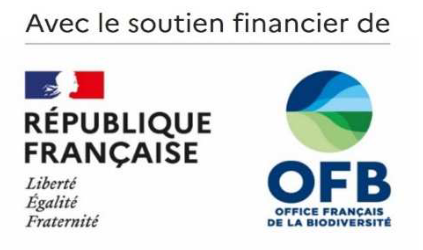 Avec le soutien financier de
RÉPUBLIQUE
FRANÇAISE
Liberté
Égalité
Fraternité
OFB
OFFICE FRANÇAIS
DE LA BIODIVERSITÉ